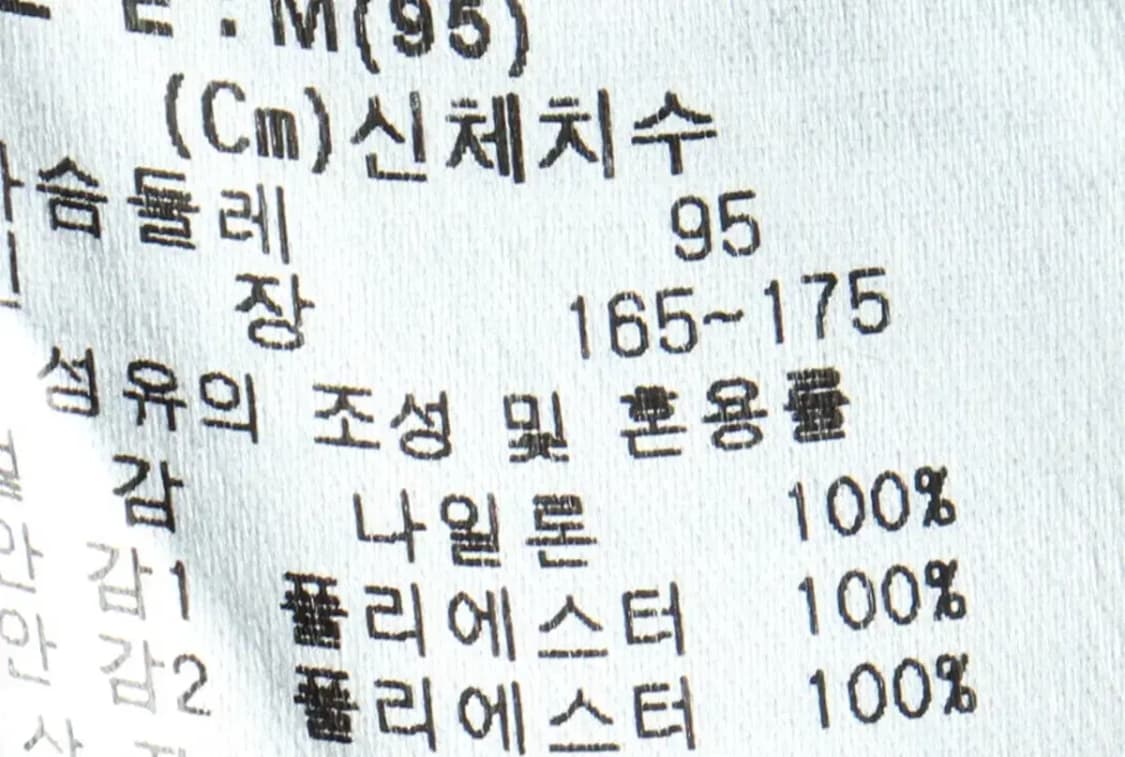 E.M(95)
(Cm)신체치수
가슴둘레 95
장 165~175
섬유의 조성 및 혼용률
감 나일론 100%
안감1 폴리에스터 100%
안감2 폴리에스터 100%